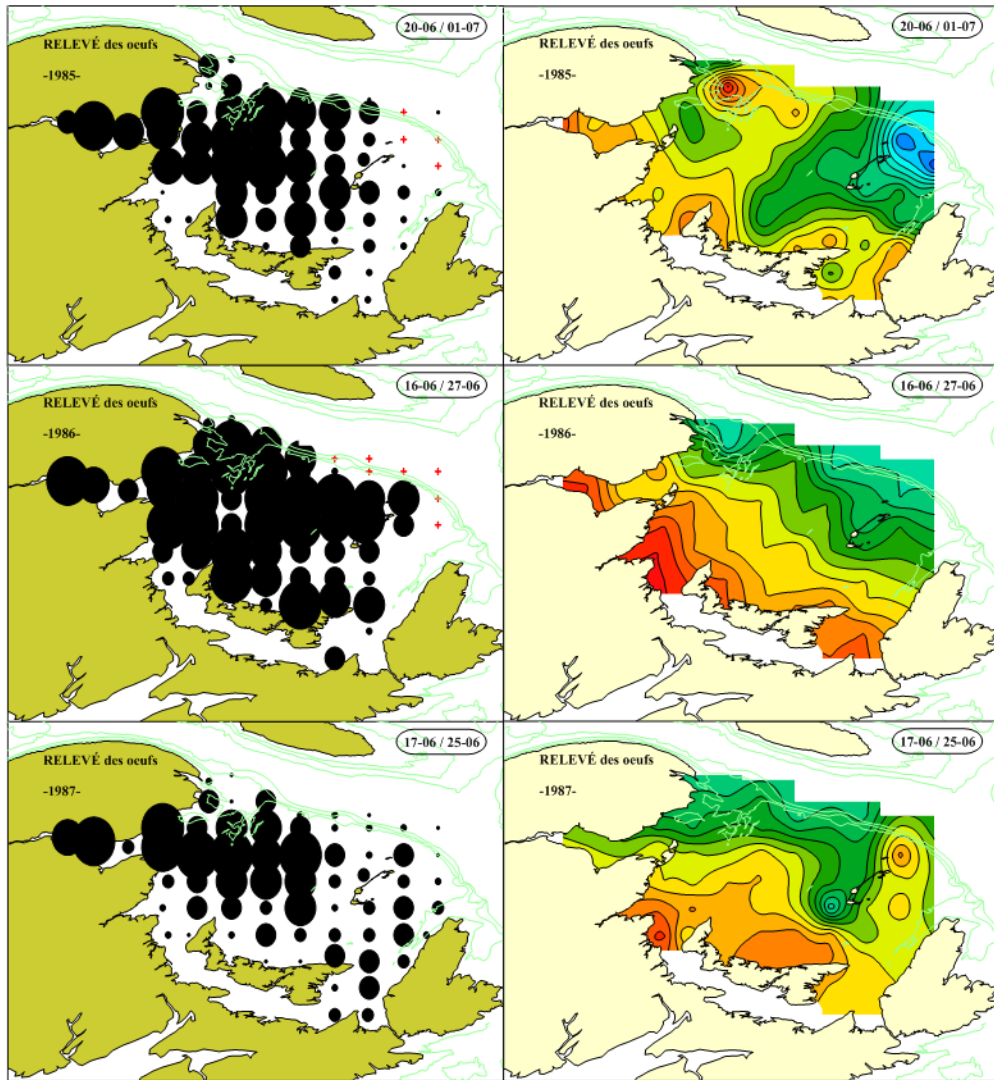 20-06 / 01-07
RELEVÉ des oeufs
-1985-
20-06 / 01-07
RELEVÉ des oeufs
-1985-
16-06 / 27-06
RELEVÉ des oeufs
-1986-
16-06 / 27-06
RELEVÉ des oeufs
-1986-
17-06 / 25-06
RELEVÉ des oeufs
-1987-
17-06 / 25-06
RELEVÉ des oeufs
-1987-